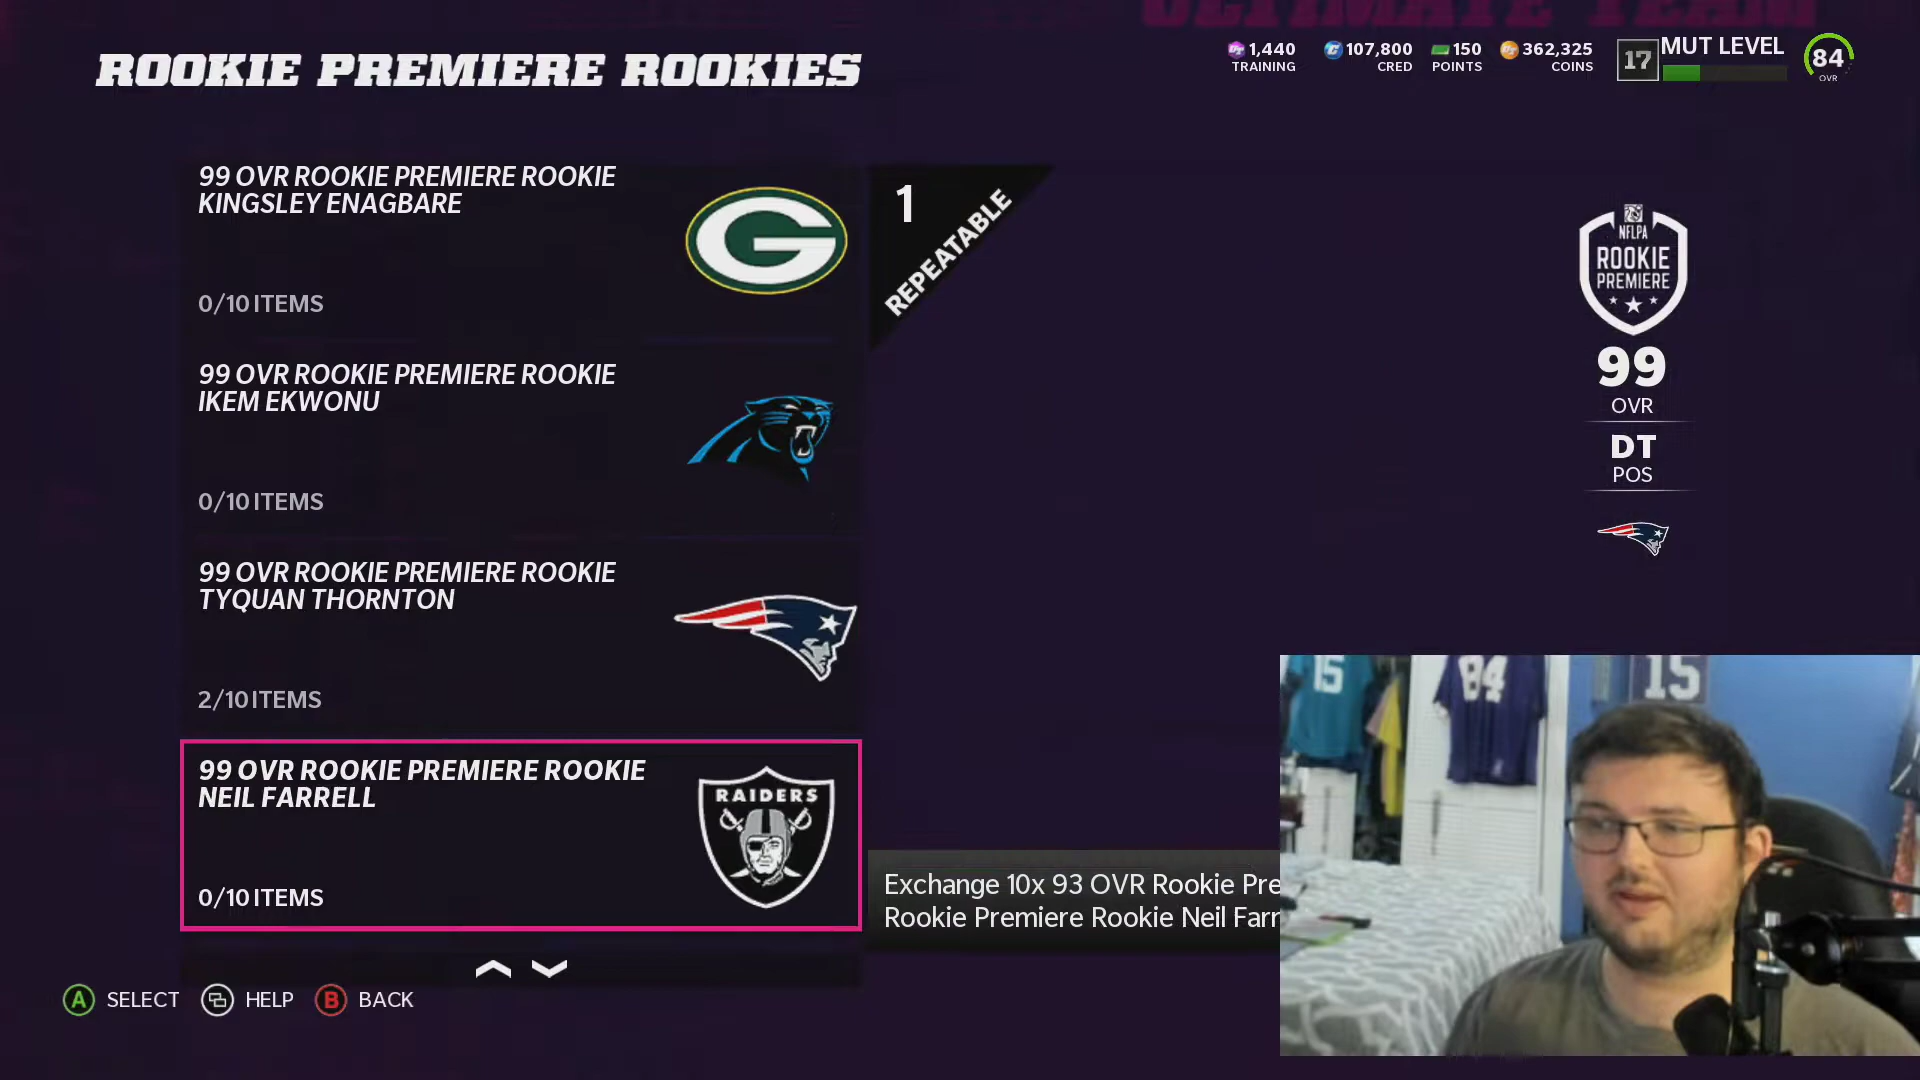 ULTIMATE TEAM
ROOKIE PREMIERE ROOKIES
1,440
TRAINING
107,800
CRED
150
POINTS
362,325
COINS
17
MUT LEVEL
84
OVR
99 OVR ROOKIE PREMIERE ROOKIE
KINGSLEY ENAGBARE
0/10 ITEMS
G
99 OVR ROOKIE PREMIERE ROOKIE
IKEM EKWONU
0/10 ITEMS
99 OVR ROOKIE PREMIERE ROOKIE
TYQUAN THORNTON
2/10 ITEMS
99 OVR ROOKIE PREMIERE ROOKIE
NEIL FARRELL
0/10 ITEMS
RAIDERS
1
REPEATABLE
NFLPA
ROOKIE
PREMIERE
99
OVR
DT
POS
Exchange 10x 93 OVR Rookie Pre
Rookie Premiere Rookie Neil Farr
15
84
15
A SELECT HELP B BACK